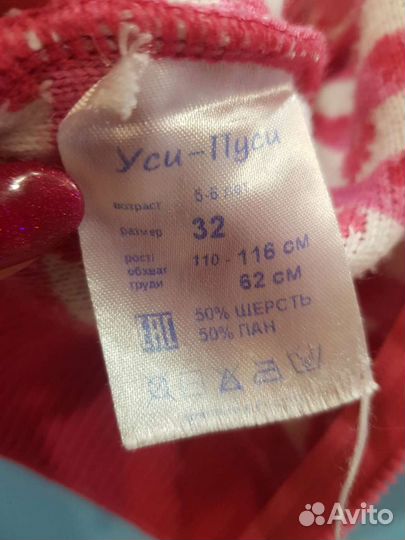 Уси-Пуси
возраст 5-6 лет
размер 32
рост: 110 - 116 см
обхват груди 62 см
EAC
50% ШЕРСТЬ
50% ПАН
Avito